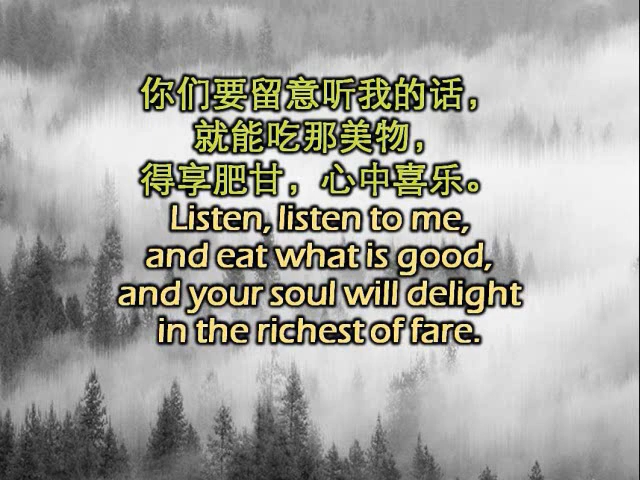 你们要留意听我的话，
就能吃那美物，
得享肥甘，心中喜乐。
Listen, listen to me,
and eat what is good,
and your soul will delight
in the richest of fare.